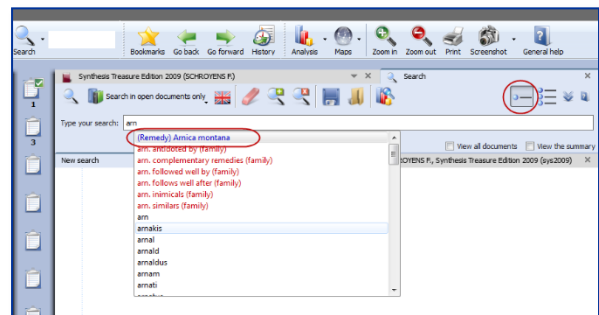 Search
Bookmarks Go back Go forward History Analysis Maps Zoom in Zoom out Print Screenshot General help
Synthesis Treasure Edition 2009 (SCHROYENS F.)
Search
Search in open documents only
1
Type your search: arn
(Remedy) Arnica montana
3
arn. antidoted by (family)
View all documents View the summary
New search
arn. complementary remedies (family)
ROYENS F., Synthesis Treasure Edition 2009 (sys2009)
arn. followed well by (family)
arn. follows well after (family)
arn. inimicals (family)
arn. similars (family)
arn
arnakis
arnal
arnald
arnaldus
arnam
arnati